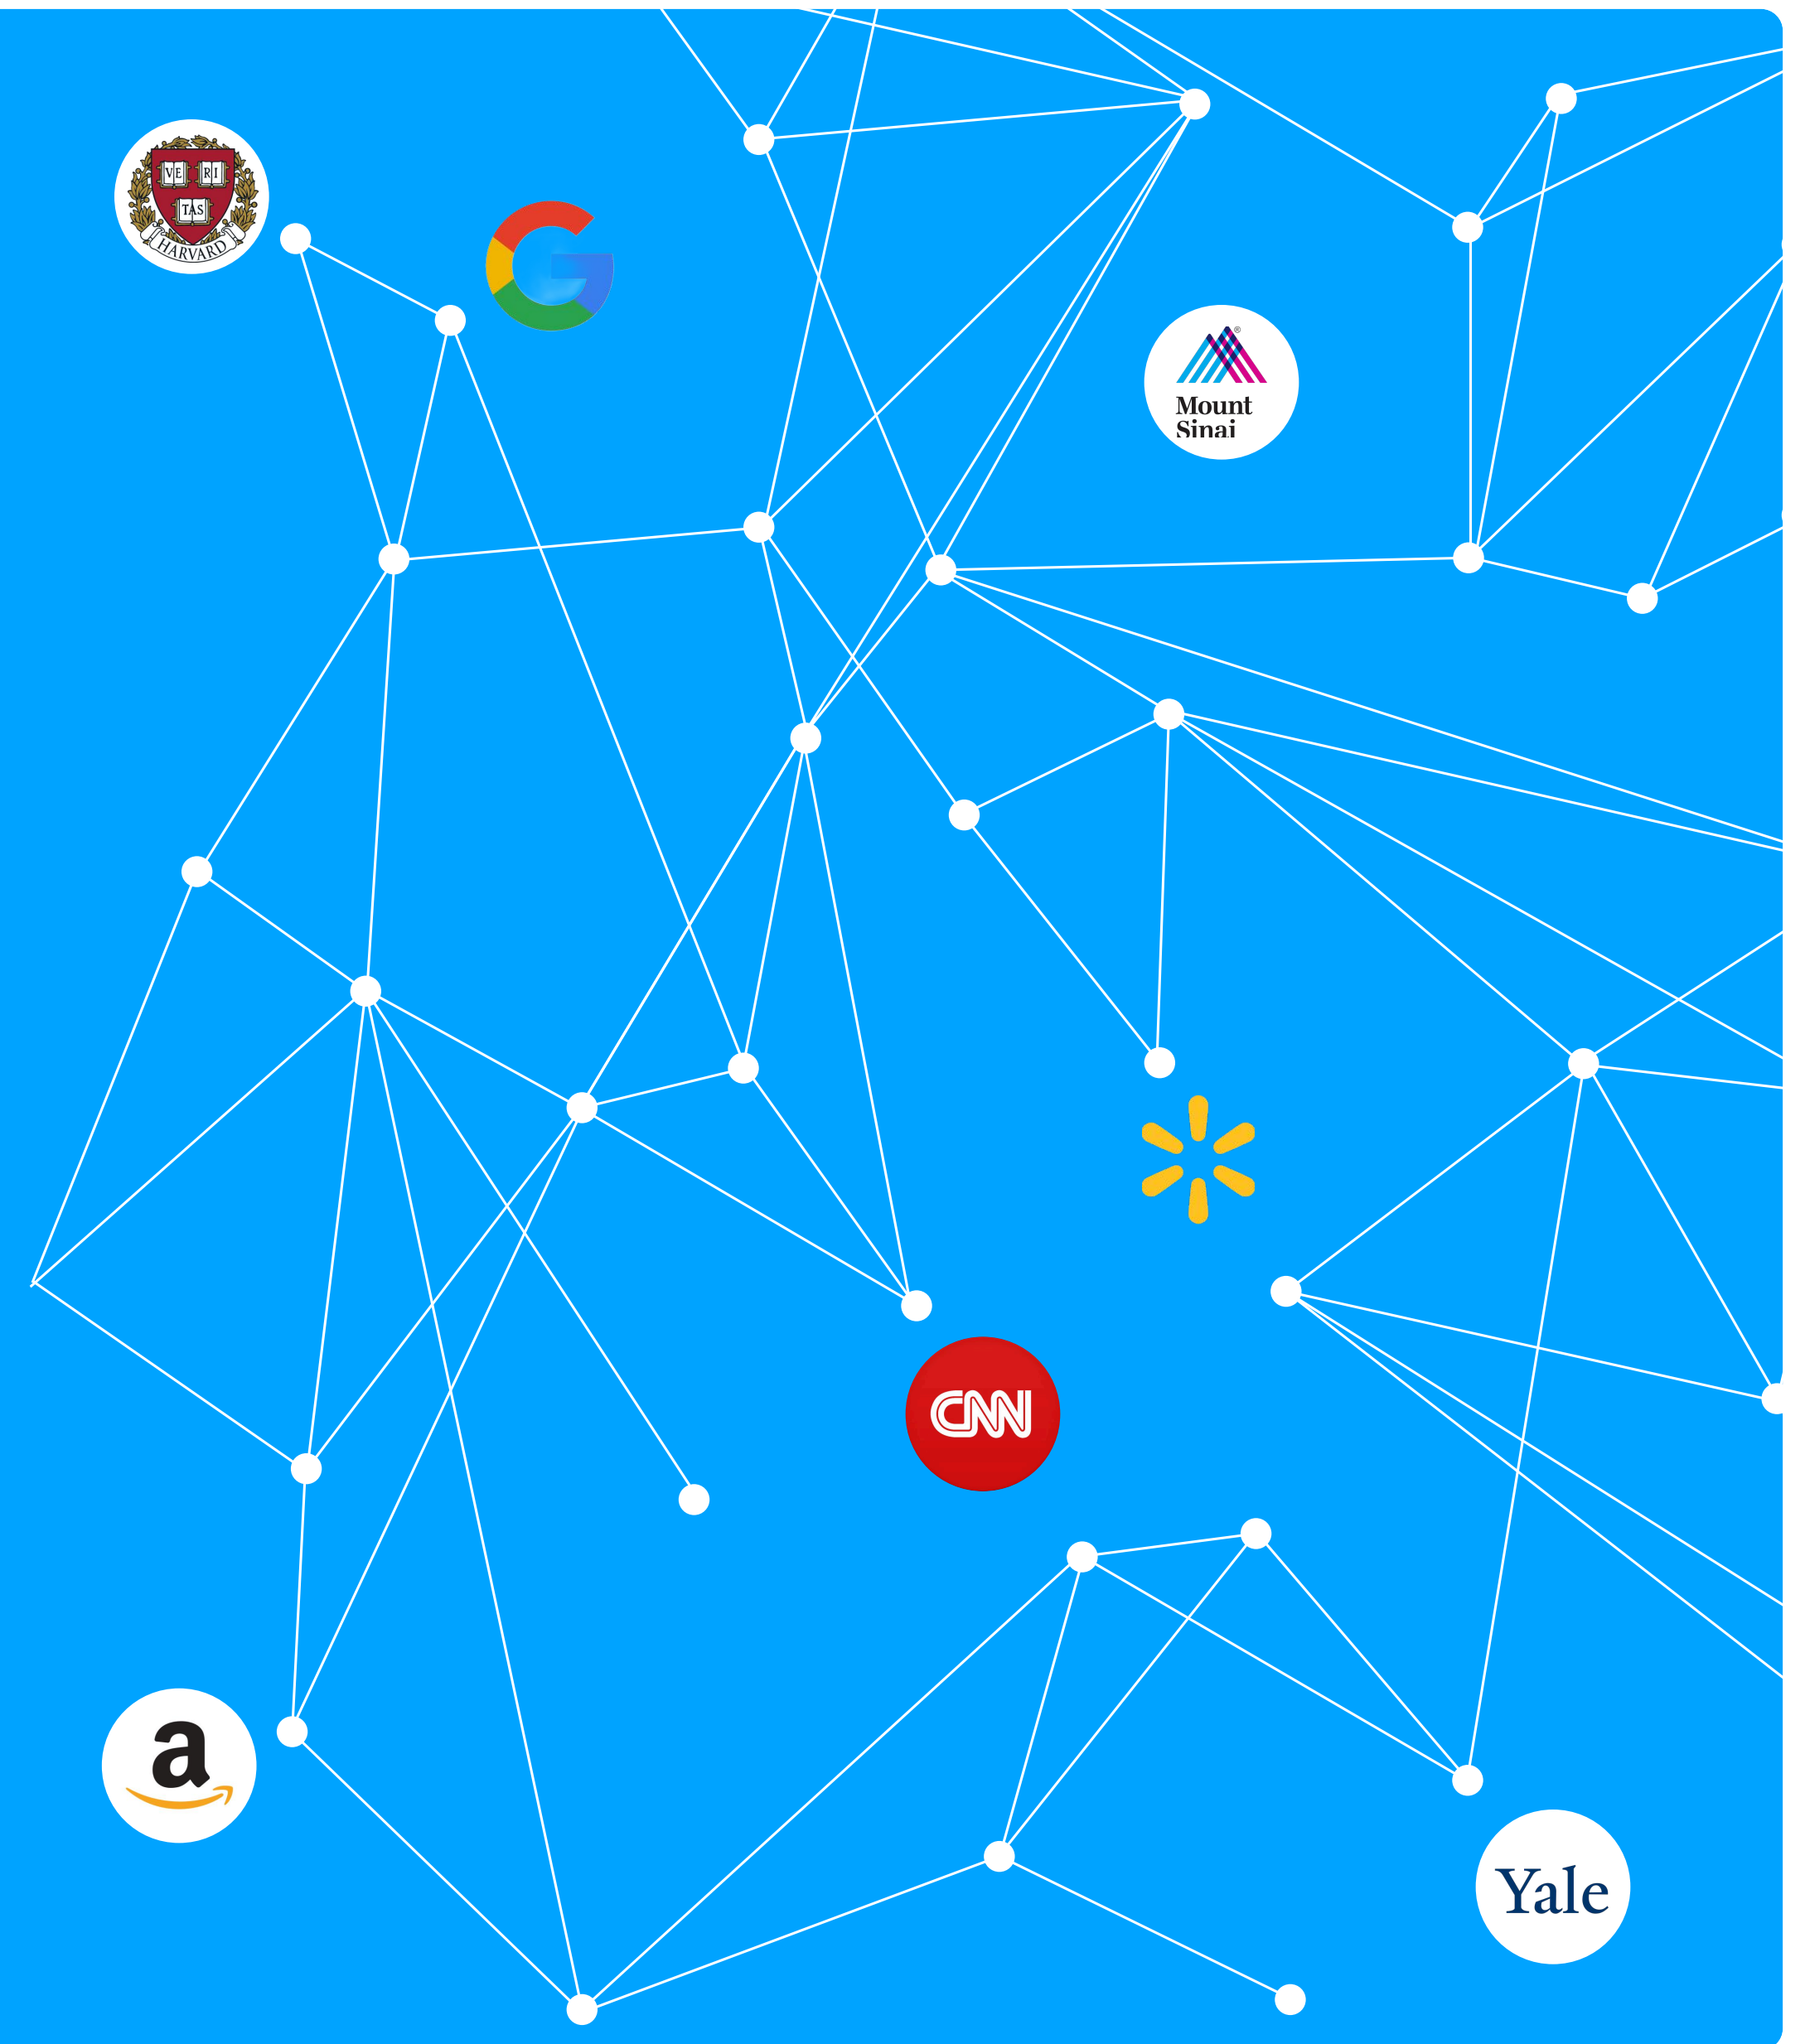 VE RI
TAS
HARVARD
G
®
Mount
Sinai
CNN
a
Yale